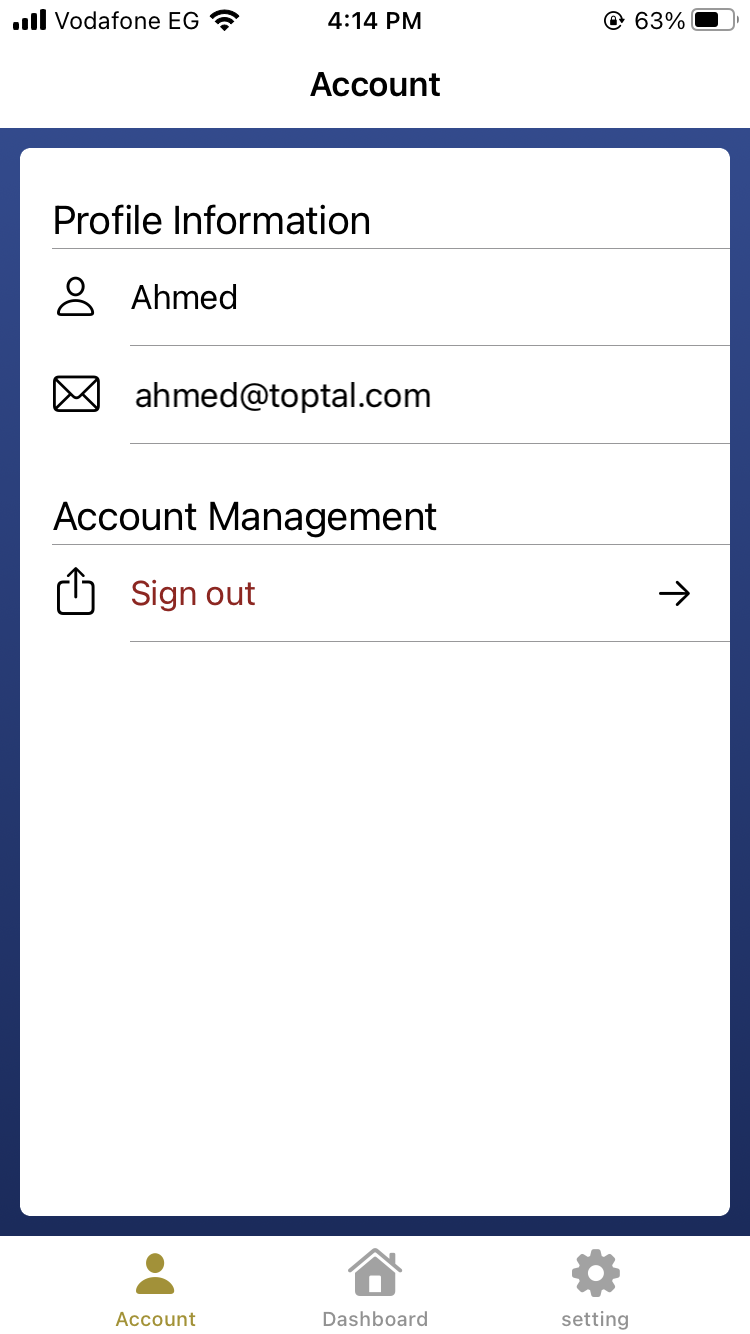 Vodafone EG 4:14 PM 63%
Account
Profile Information
Ahmed
ahmed@toptal.com
Account Management
Sign out
Account Dashboard setting